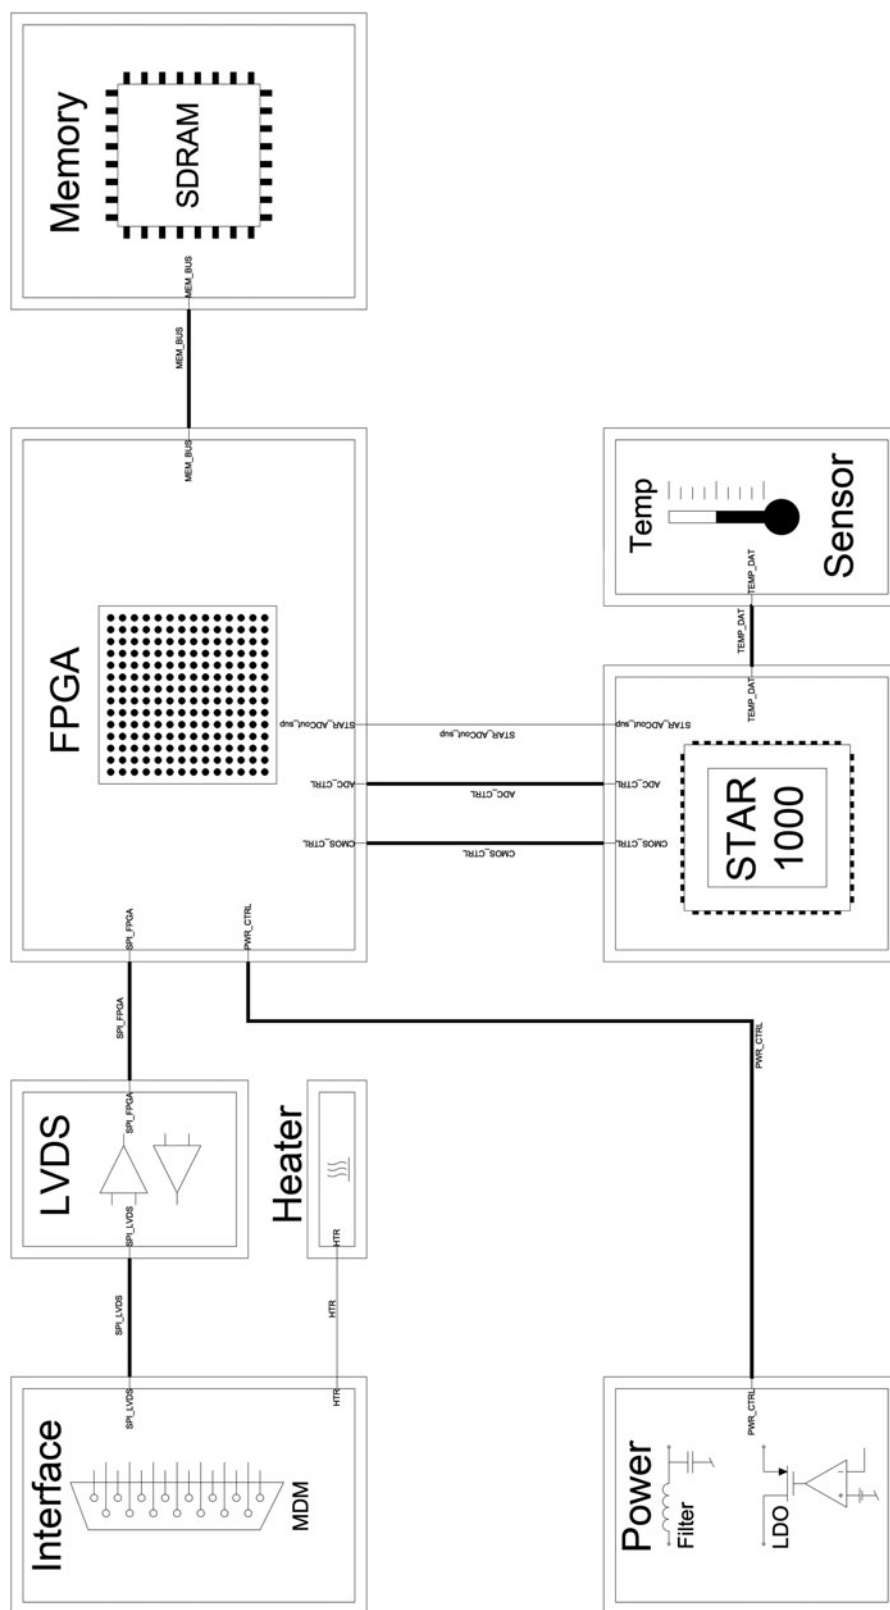 Memory
SDRAM
MEM_BUS
MEM_BUS
MEM_BUS
FPGA
STAR_ADCout_sup
STAR_ADCout_sup
STAR_ADCout_sup
ADC_CTRL
ADC_CTRL
ADC_CTRL
CMOS_CTRL
CMOS_CTRL
CMOS_CTRL
SPI_FPGA
PWR_CTRL
Temp
Sensor
TEMP_DAT
TEMP_DAT
TEMP_DAT
STAR
1000
SPI_FPGA
PWR_CTRL
LVDS
SPI_FPGA
SPI_LVDS
Heater
HTR
SPI_LVDS
HTR
Interface
SPI_LVDS
HTR
MDM
Power
PWR_CTRL
Filter
LDO